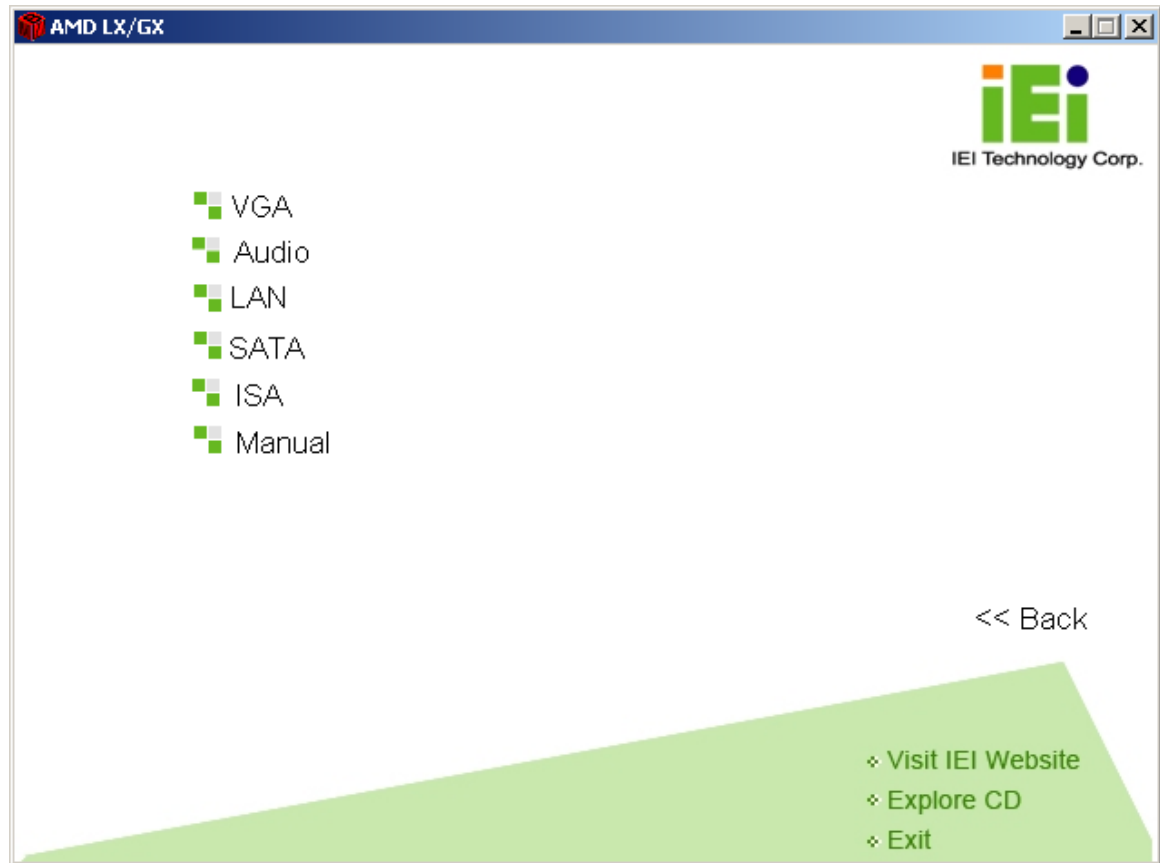 AMD LX/GX
iEi
IEI Technology Corp.
VGA
Audio
LAN
SATA
ISA
Manual
<< Back
Visit IEI Website
Explore CD
Exit